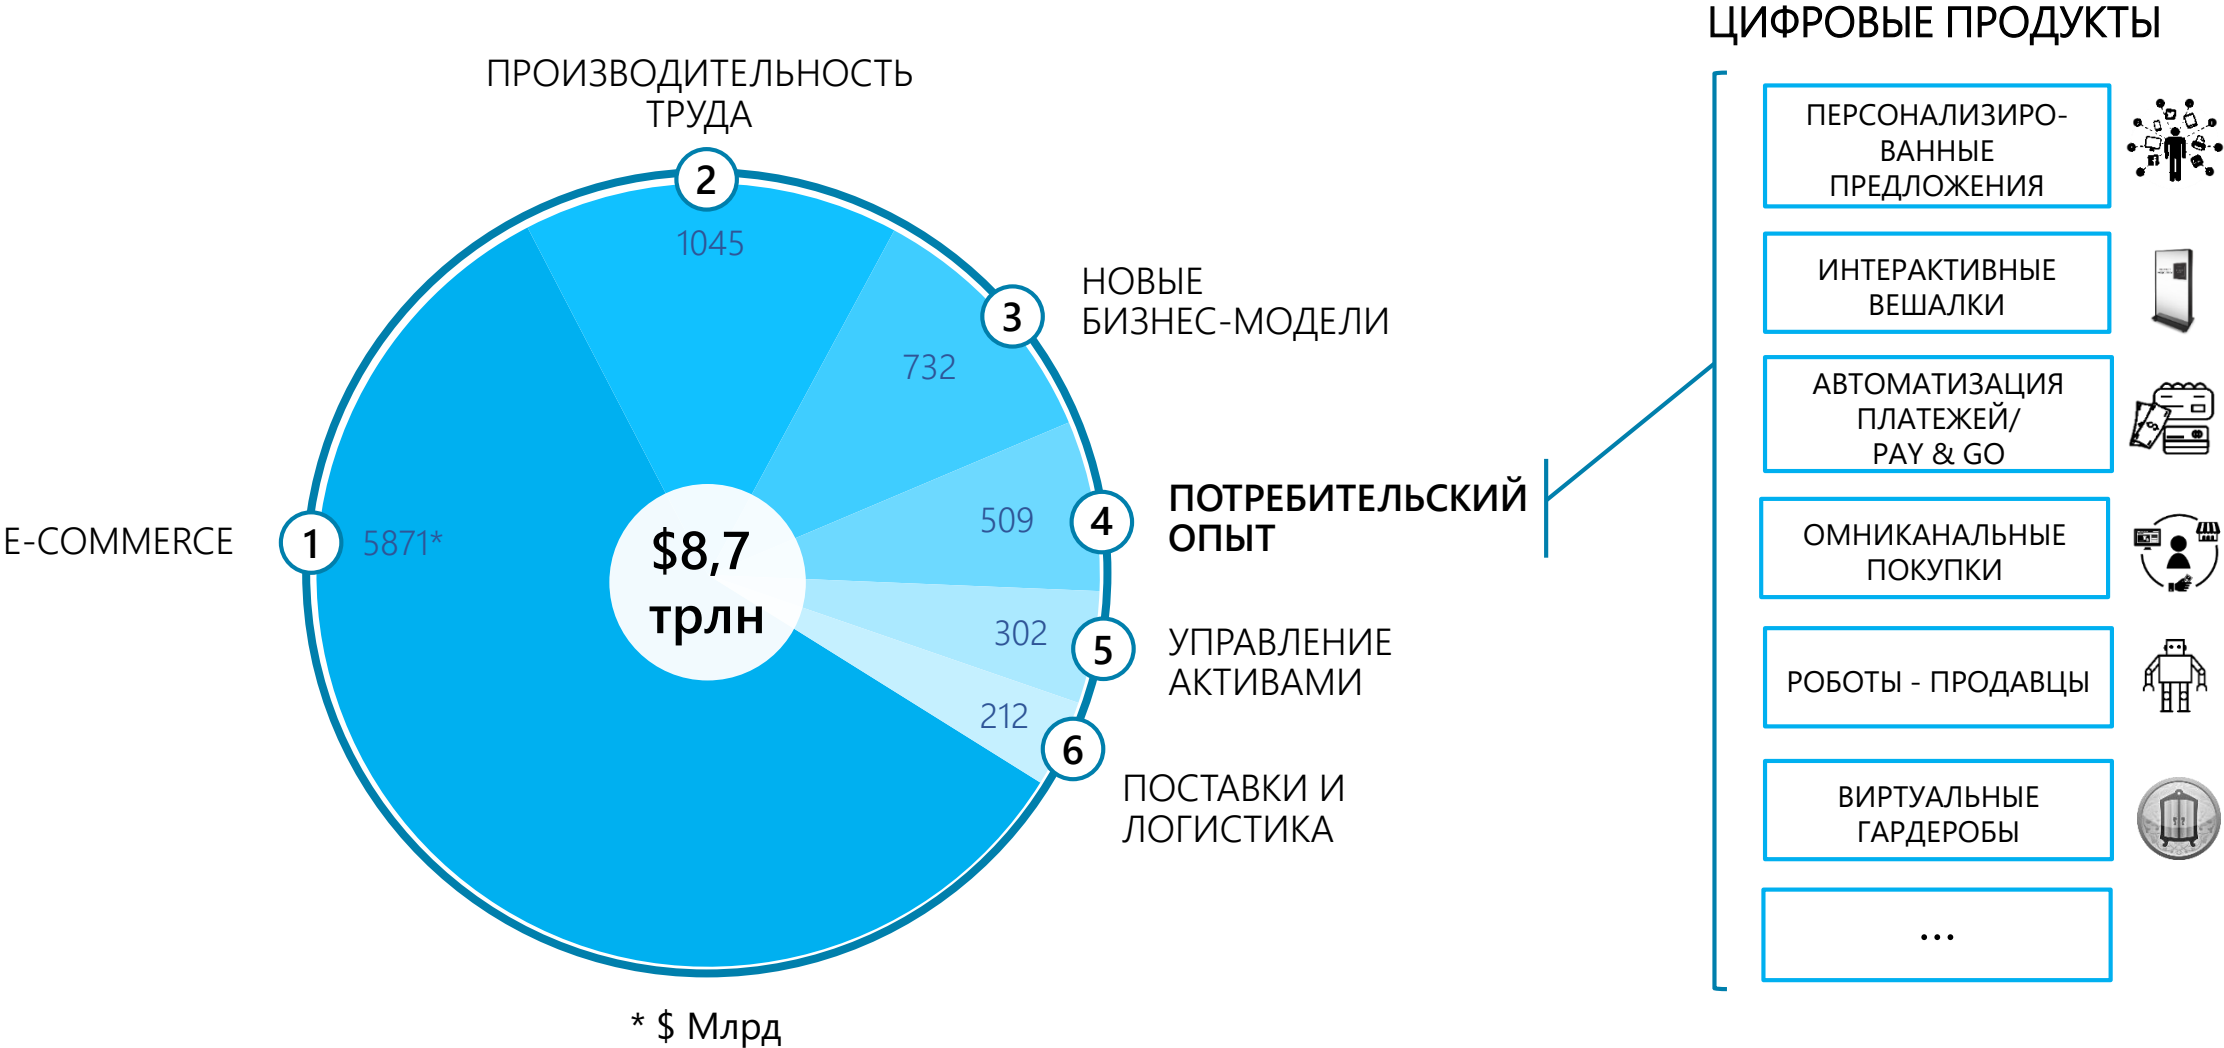 ЦИФРОВЫЕ ПРОДУКТЫ
ПРОИЗВОДИТЕЛЬНОСТЬ
ТРУДА
2
1045
НОВЫЕ
БИЗНЕС-МОДЕЛИ
3
732
ПОТРЕБИТЕЛЬСКИЙ
ОПЫТ
4
509
E-COMMERCE
1
5871*
$8,7
трлн
302
5
УПРАВЛЕНИЕ
АКТИВАМИ
212
6
ПОСТАВКИ И
ЛОГИСТИКА
* $ Млрд
ПЕРСОНАЛИЗИРО-
ВАННЫЕ
ПРЕДЛОЖЕНИЯ
ИНТЕРАКТИВНЫЕ
ВЕШАЛКИ
АВТОМАТИЗАЦИЯ
ПЛАТЕЖЕЙ/
PAY & GO
ОМНИКАНАЛЬНЫЕ
ПОКУПКИ
РОБОТЫ - ПРОДАВЦЫ
ВИРТУАЛЬНЫЕ
ГАРДЕРОБЫ
...